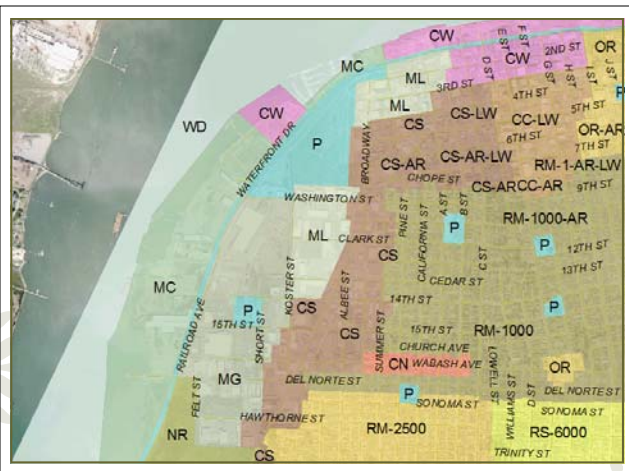 F ST
E ST
2ND ST
OR
CW
CW
G ST
H ST
I ST
J ST
D ST
MC
ML
3RD ST
P
4TH ST
ML
5TH ST
CW
CS
CS-LW
CC-LW
WD
6TH ST
OR-AR
WATERFRONT DR
P
BROADWAY
7TH ST
CS-AR
CS-AR-LW
RM-1-AR-LW
CHOPE ST
CS-AR
CC-AR
9TH ST
WASHINGTON ST
PINE ST
CALIFORNIA ST
A ST
B ST
RM-1000-AR
P
ML
CLARK ST
P
12TH ST
CS
C ST
KOSTER ST
13TH ST
CEDAR ST
MC
RAILROAD AVE
P
CS
ALBEE ST
14TH ST
P
15TH ST
SHORT ST
CS
15TH ST
RM-1000
SUMMER ST
CHURCH AVE
CN
WABASH AVE
OR
LOWELL ST
MG
DEL NORTE ST
WILLIAMS ST
D ST
DEL NORTE ST
FELT ST
P
SONOMA ST
SONOMA ST
HAWTHORNE ST
NR
RM-2500
RS-6000
CS
TRINITY ST